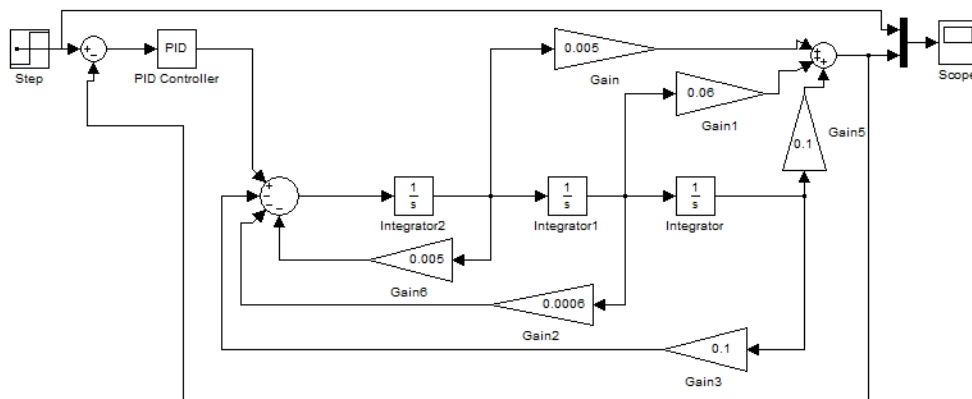 Step
PID
PID Controller
0.005
Gain
0.06
Gain1
0.1
Gain5
Scope
1
s
Integrator2
1
s
Integrator1
1
s
Integrator
0.005
Gain6
0.0006
Gain2
0.1
Gain3